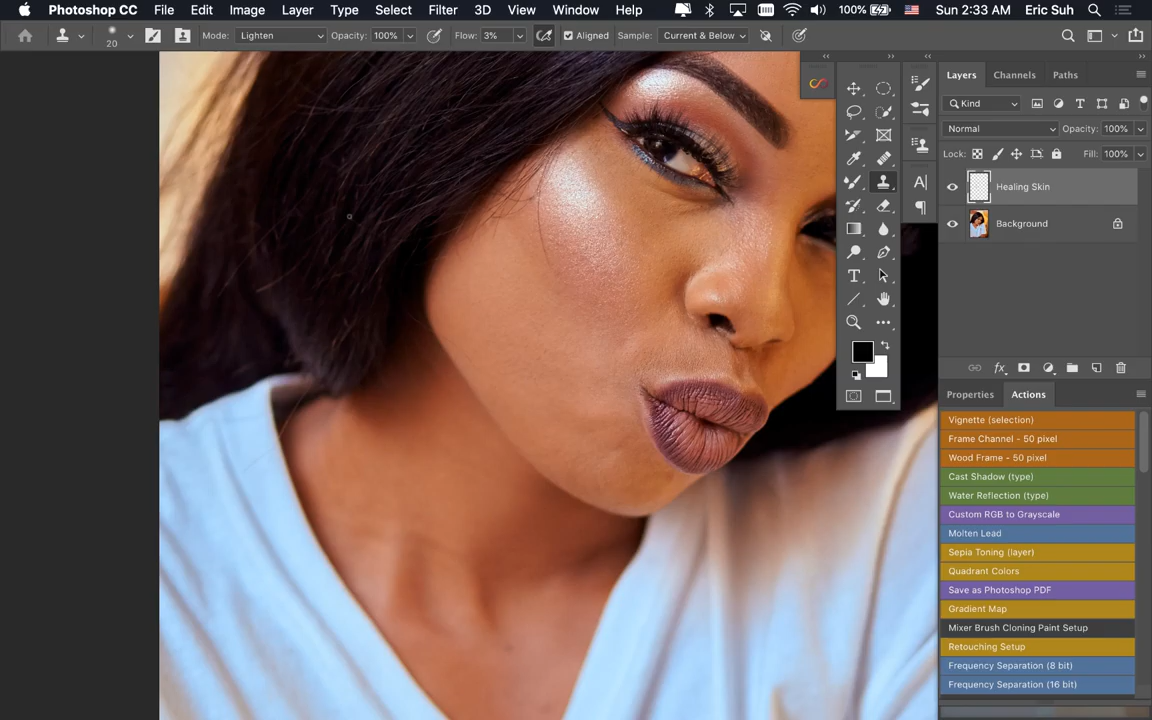 Photoshop CC File Edit Image Layer Type Select Filter 3D View Window Help 100% Sun 2:33 AM Eric Suh
20 Mode: Lighten Opacity: 100% Flow: 3% Aligned Sample: Current & Below
Layers Channels Paths
Kind
Normal Opacity: 100%
Lock: Fill: 100%
Healing Skin
Background
Properties Actions
Vignette (selection)
Frame Channel - 50 pixel
Wood Frame - 50 pixel
Cast Shadow (type)
Water Reflection (type)
Custom RGB to Grayscale
Molten Lead
Sepia Toning (layer)
Quadrant Colors
Save as Photoshop PDF
Gradient Map
Mixer Brush Cloning Paint Setup
Retouching Setup
Frequency Separation (8 bit)
Frequency Separation (16 bit)